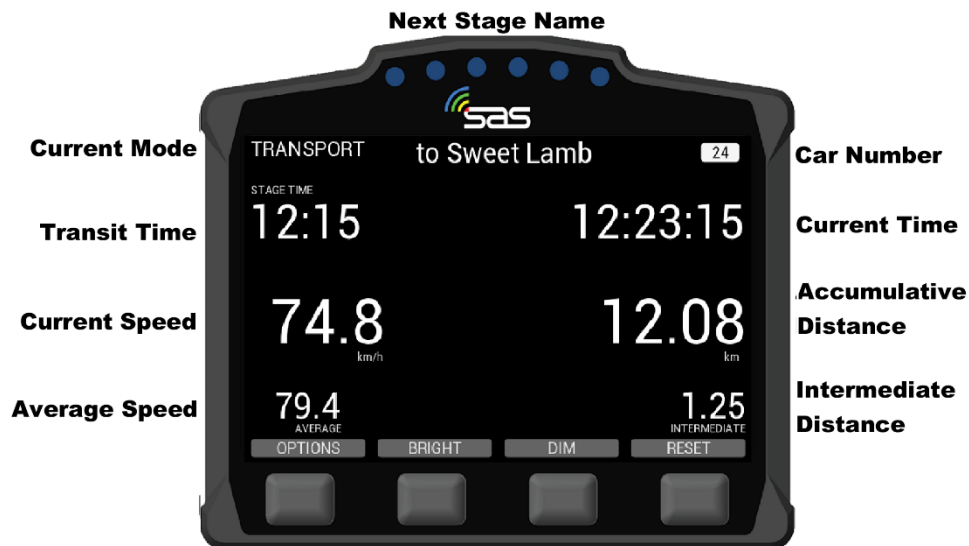 Next Stage Name
sas
Current Mode
TRANSPORT
to Sweet Lamb
24
Car Number
STAGE TIME
Transit Time
12:15
12:23:15
Current Time
Current Speed
74.8
km/h
12.08
km
Accumulative
Distance
Average Speed
79.4
AVERAGE
1.25
INTERMEDIATE
Intermediate
Distance
OPTIONS
BRIGHT
DIM
RESET